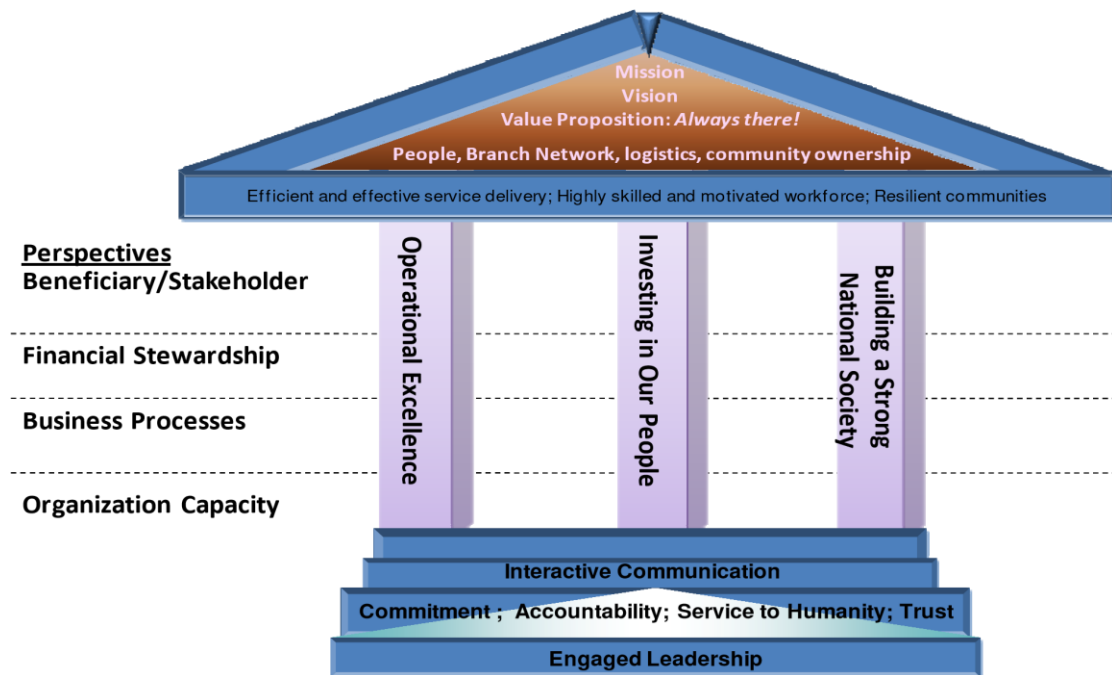 Mission
Vision
Value Proposition: Always there!
People, Branch Network, logistics, community ownership
Efficient and effective service delivery; Highly skilled and motivated workforce; Resilient communities
Perspectives
Beneficiary/Stakeholder
Financial Stewardship
Business Processes
Organization Capacity
Operational Excellence
Investing in Our People
Building a Strong
National Society
Interactive Communication
Commitment ; Accountability; Service to Humanity; Trust
Engaged Leadership